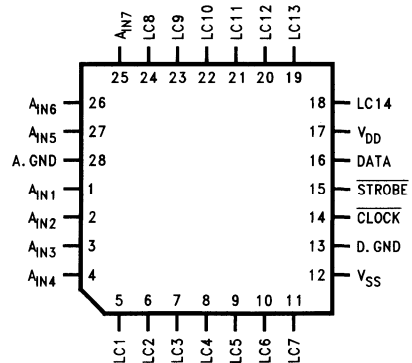 AIN7 LC8 LC9 LC10 LC11 LC12 LC13
25 24 23 22 21 20 19
AIN6 26 18 LC14
AIN5 27 17 VDD
A.GND 28 16 DATA
AIN1 1 15 STROBE
AIN2 2 14 CLOCK
AIN3 3 13 D.GND
AIN4 4 12 VSS
5 6 7 8 9 10 11
LC1 LC2 LC3 LC4 LC5 LC6 LC7